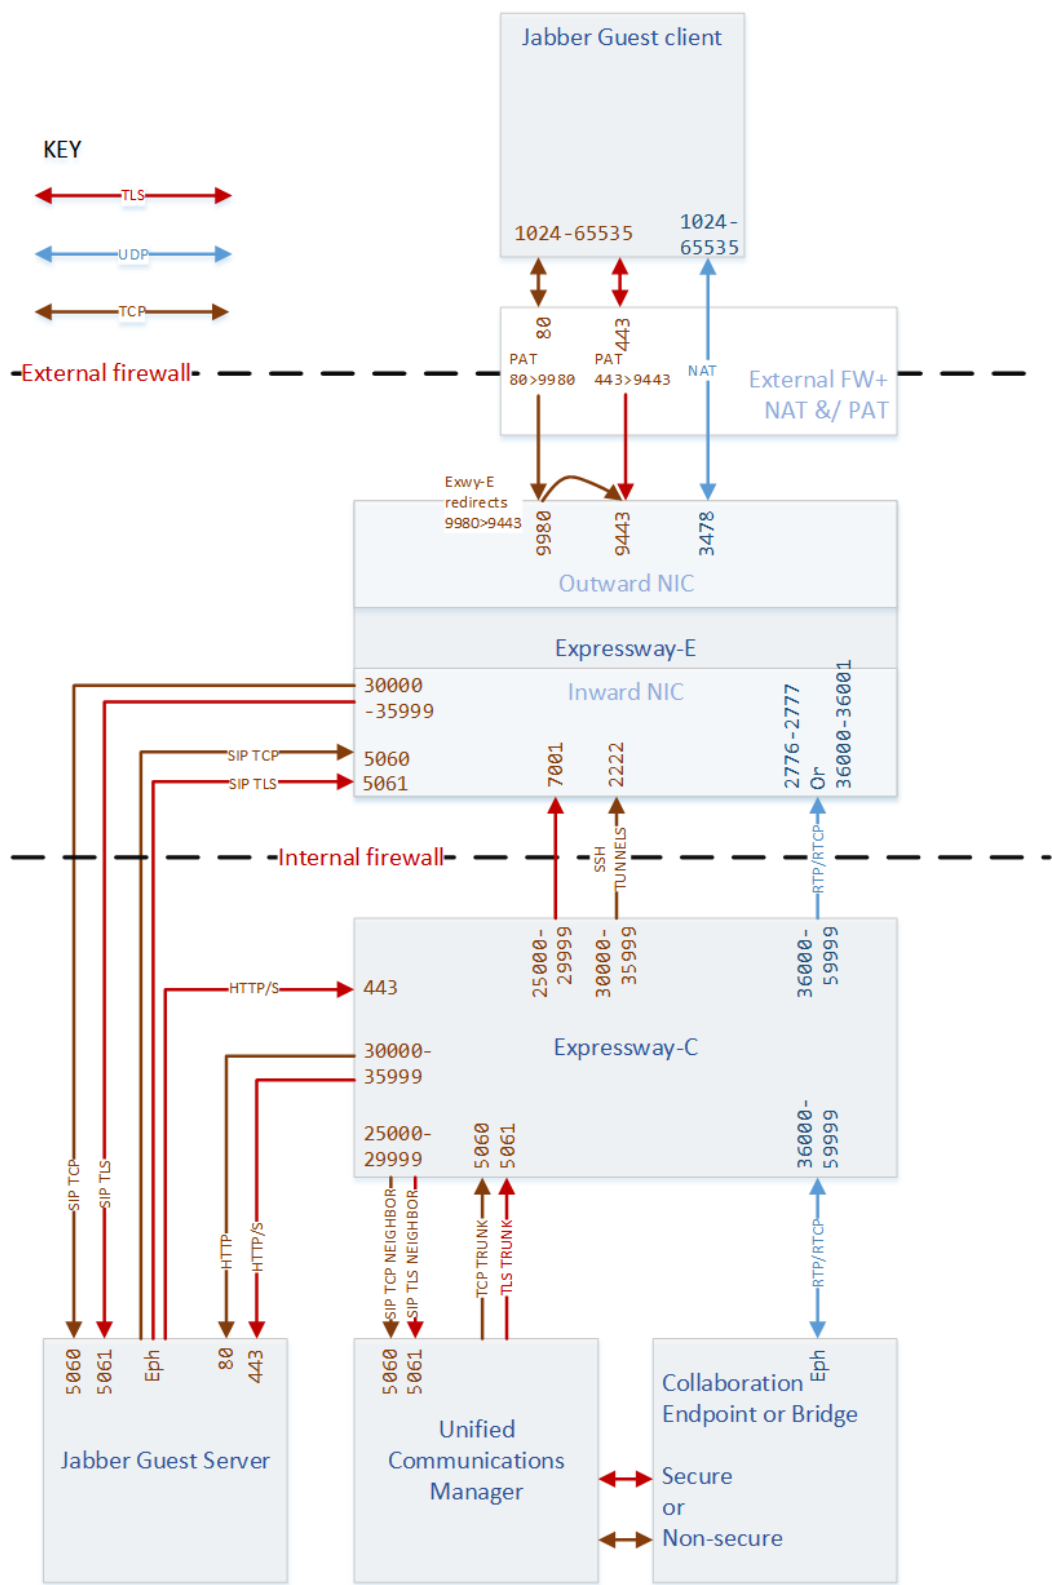 Jabber Guest client
KEY
TLS
UDP
TCP
1024-65535
1024-
65535
80
443
PAT
80>9980
PAT
443>9443
NAT
External firewall
External FW+
NAT &/ PAT
Exwy-E
redirects
9980>9443
9980
9443
3478
Outward NIC
Expressway-E
Inward NIC
30000
-35999
SIP TCP
5060
SIP TLS
5061
7001
2222
2776-2777
Or
36000-36001
Internal firewall
SSH
TUNNELS
RTP/RTCP
25000-
29999
30000-
35999
36000-
59999
HTTP/S
443
Expressway-C
30000-
35999
25000-
29999
5060
5061
36000-
59999
SIP TCP
SIP TLS
HTTP
HTTP/S
SIP TCP NEIGHBOR
SIP TLS NEIGHBOR
TCP TRUNK
TLS TRUNK
RTP/RTCP
5060
5061
Eph
80
443
Jabber Guest Server
5060
5061
Unified
Communications
Manager
Eph
Collaboration
Endpoint or Bridge
Secure
or
Non-secure